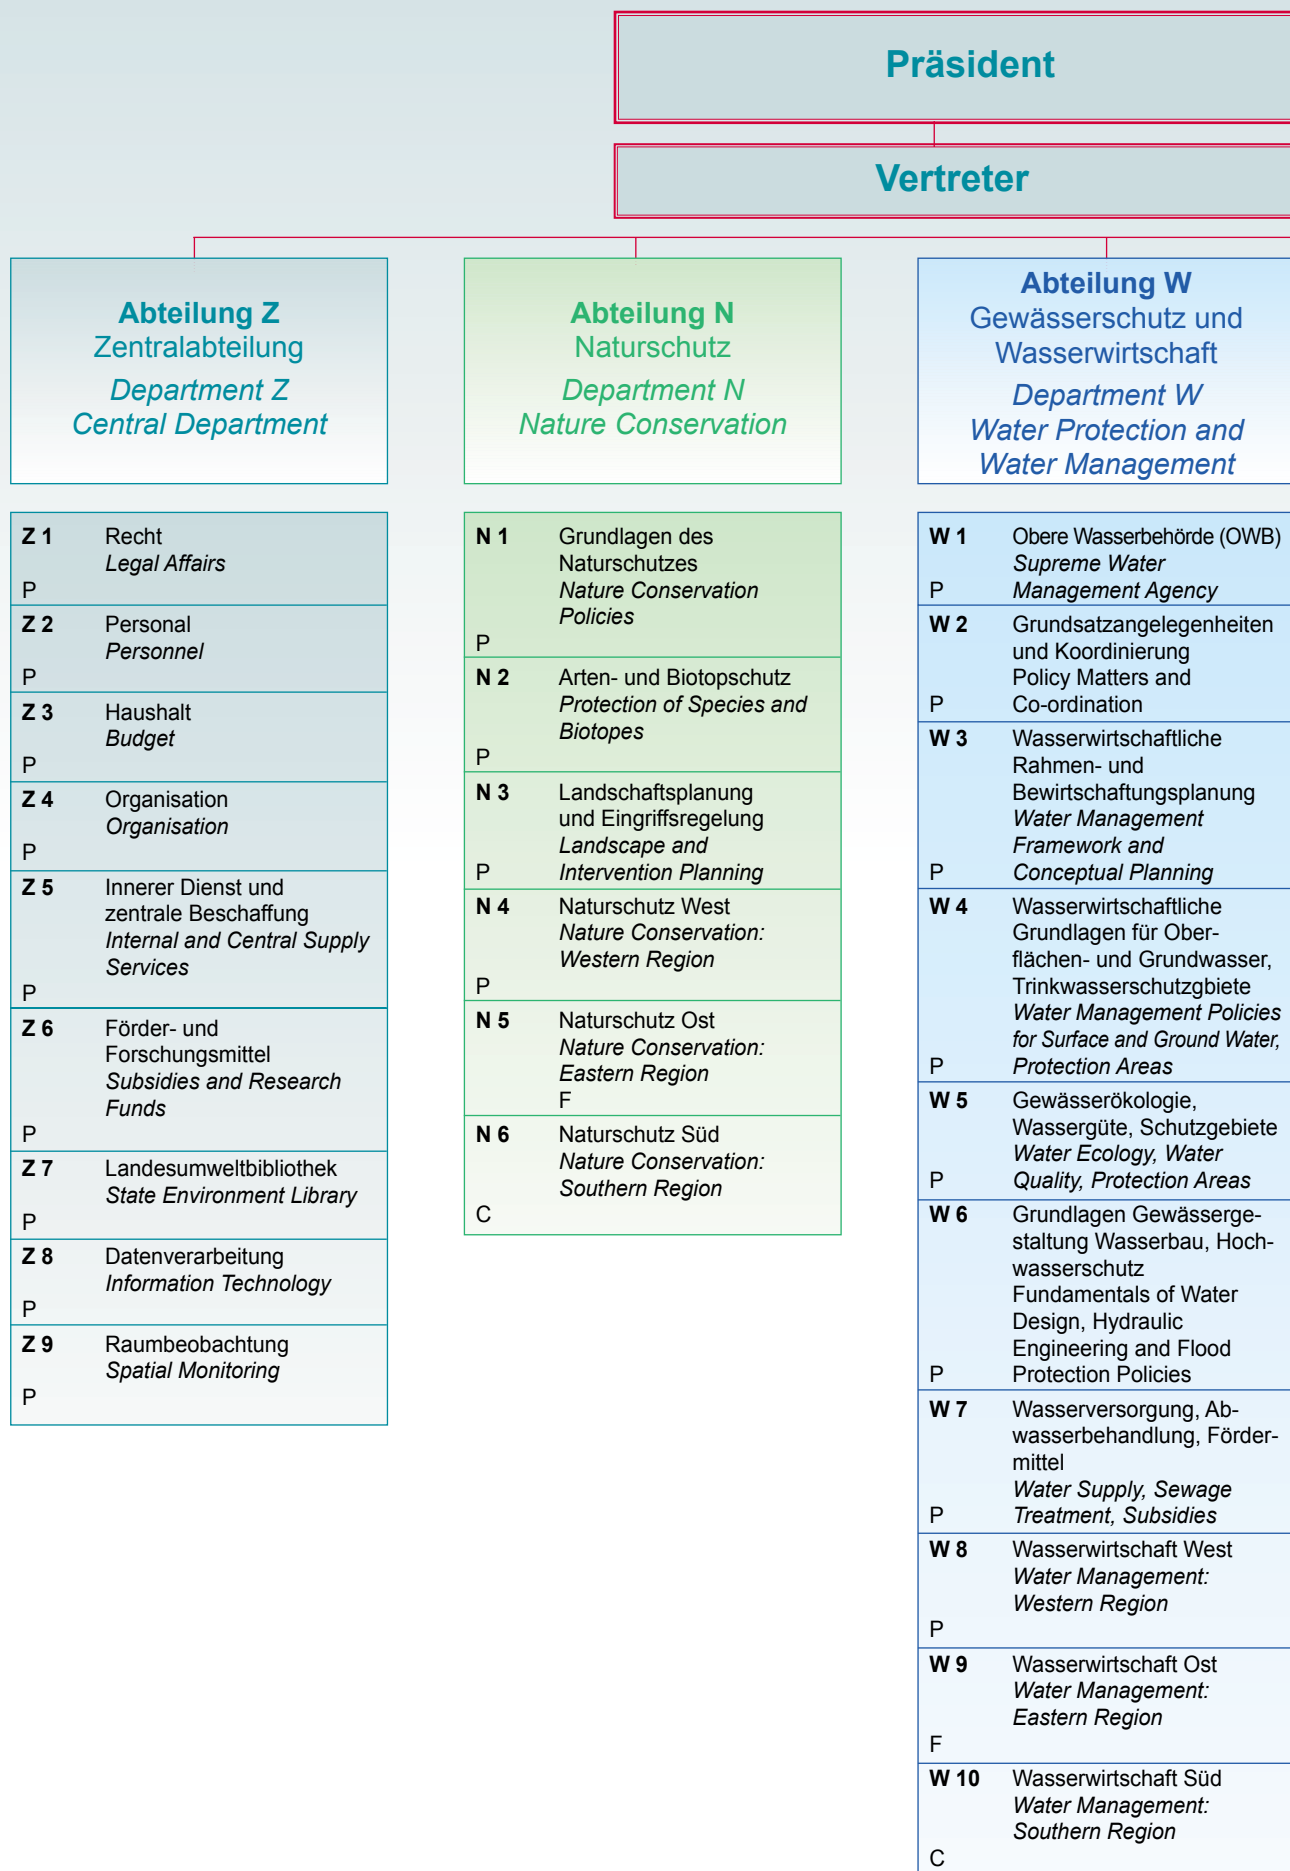 Präsident
Vertreter
Abteilung Z
Zentralabteilung
Department Z
Central Department
Z 1 Recht
Legal Affairs
P
Z 2 Personal
Personnel
P
Z 3 Haushalt
Budget
P
Z 4 Organisation
Organisation
P
Z 5 Innerer Dienst und
zentrale Beschaffung
Internal and Central Supply
Services
P
Z 6 Förder- und
Forschungsmittel
Subsidies and Research
Funds
P
Z 7 Landesumweltbibliothek
State Environment Library
P
Z 8 Datenverarbeitung
Information Technology
P
Z 9 Raumbeobachtung
Spatial Monitoring
P
Abteilung N
Naturschutz
Department N
Nature Conservation
N 1 Grundlagen des
Naturschutzes
Nature Conservation
Policies
P
N 2 Arten- und Biotopschutz
Protection of Species and
Biotopes
P
N 3 Landschaftsplanung
und Eingriffsregelung
Landscape and
P Intervention Planning
N 4 Naturschutz West
Nature Conservation:
Western Region
P
N 5 Naturschutz Ost
Nature Conservation:
Eastern Region
F
N 6 Naturschutz Süd
Nature Conservation:
Southern Region
C
Abteilung W
Gewässerschutz und
Wasserwirtschaft
Department W
Water Protection and
Water Management
W 1 Obere Wasserbehörde (OWB)
Supreme Water
P Management Agency
W 2 Grundsatzangelegenheiten
und Koordinierung
Policy Matters and
P Co-ordination
W 3 Wasserwirtschaftliche
Rahmen- und
Bewirtschaftungsplanung
Water Management
Framework and
P Conceptual Planning
W 4 Wasserwirtschaftliche
Grundlagen für Ober-
flächen- und Grundwasser,
Trinkwasserschutzgbiete
Water Management Policies
for Surface and Ground Water,
P Protection Areas
W 5 Gewässerökologie,
Wassergüte, Schutzgebiete
Water Ecology, Water
P Quality, Protection Areas
W 6 Grundlagen Gewässerge-
staltung Wasserbau, Hoch-
wasserschutz
Fundamentals of Water
Design, Hydraulic
Engineering and Flood
P Protection Policies
W 7 Wasserversorgung, Ab-
wasserbehandlung, Förder-
mittel
Water Supply, Sewage
P Treatment, Subsidies
W 8 Wasserwirtschaft West
Water Management:
Western Region
P
W 9 Wasserwirtschaft Ost
Water Management:
Eastern Region
F
W 10 Wasserwirtschaft Süd
Water Management:
Southern Region
C